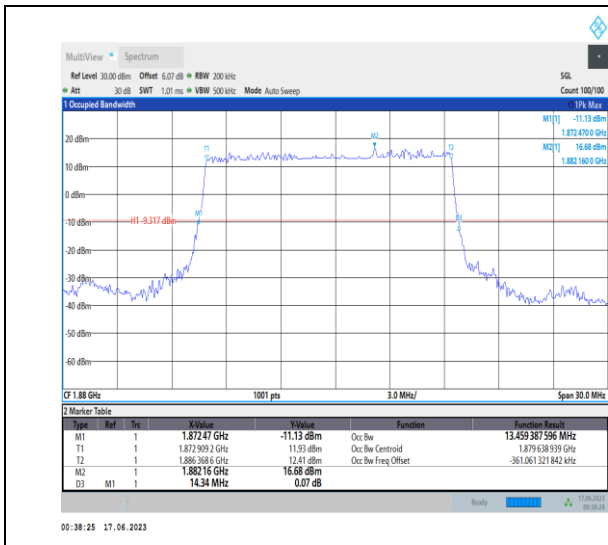 MultiView Spectrum
Ref Level 30.00 dBm Offset 6.07 dB RBW 200 kHz SGL
Att 30 dB SWT 1.01 ms VBW 500 kHz Mode Auto Sweep Count 100/100
1 Occupied Bandwidth 1Pk Max
M1[1] -11.13 dBm
1.872 470 0 GHz
M2[1] 16.68 dBm
1.882 160 0 GHz
20 dBm
T1
M2
T2
10 dBm
0 dBm
M1
-10 dBm
H1 -9.317 dBm
-20 dBm
-30 dBm
-40 dBm
-50 dBm
-60 dBm
CF 1.88 GHz 1001 pts 3.0 MHz/ Span 30.0 MHz
2 Marker Table
Type Ref Trc X-Value Y-Value Function Function Result
M1 1 1.87247 GHz -11.13 dBm Occ Bw 13.459 387 596 MHz
T1 1 1.872 909 2 GHz 11.93 dBm Occ Bw Centroid 1.879 638 939 GHz
T2 1 1.886 368 6 GHz 12.41 dBm Occ Bw Freq Offset -361.061 321 842 kHz
M2 1 1.88216 GHz 16.68 dBm
D3 M1 1 14.34 MHz 0.07 dB
Ready 17.06.2023
00:38:24
00:38:25 17.06.2023